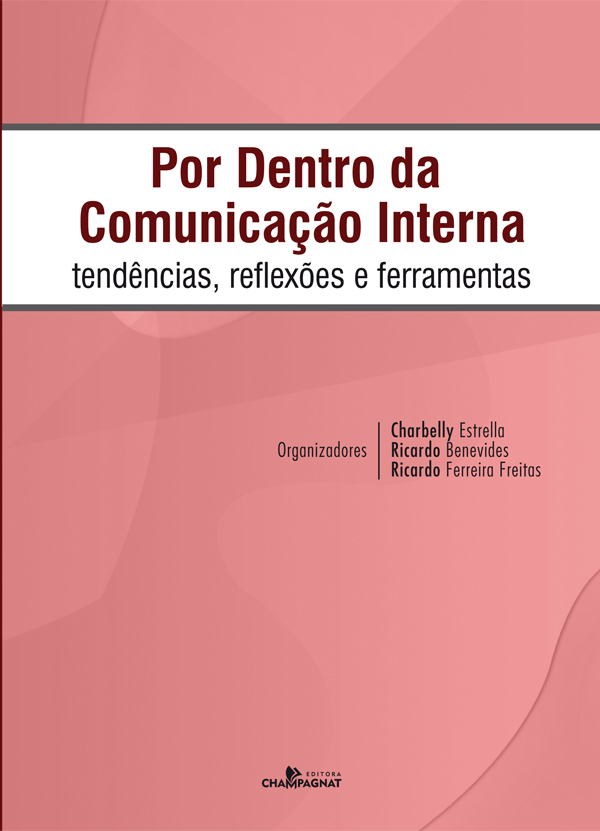 Por Dentro da
Comunicação Interna
tendências, reflexões e ferramentas
Organizadores
Charbelly Estrella
Ricardo Benevides
Ricardo Ferreira Freitas
EDITORA
CHAMPAGNAT